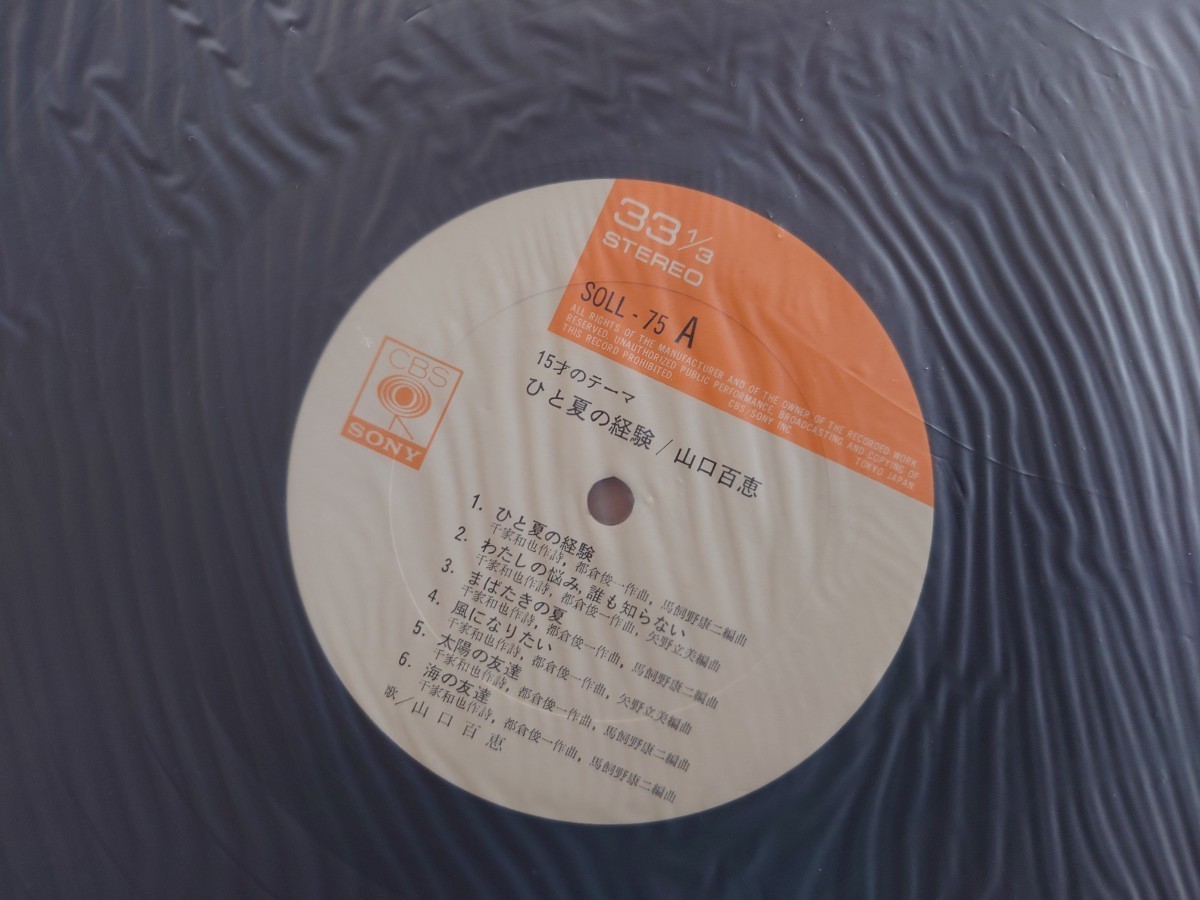 33 1/3
STEREO
SOLL - 75 A
ALL RIGHTS OF THE MANUFACTURER AND OF THE OWNER OF THE RECORDED WORK
RESERVED. UNAUTHORIZED PUBLIC PERFORMANCE, BROADCASTING AND COPYING OF
THIS RECORD PROHIBITED.
CBS/SONY INC.
TOKYO JAPAN
CBS
SONY
15才のテーマ
ひと夏の経験/山口百恵
1. ひと夏の経験
千家和也作詩, 都倉俊一作曲, 馬飼野康二編曲
2. わたしの悩み,誰も知らない
千家和也作詩, 都倉俊一作曲, 矢野立美編曲
3. まばたきの夏
千家和也作詩, 都倉俊一作曲, 馬飼野康二編曲
4. 風になりたい
千家和也作詩, 都倉俊一作曲, 矢野立美編曲
5. 太陽の友達
千家和也作詩, 都倉俊一作曲, 馬飼野康二編曲
6. 海の友達
千家和也作詩, 都倉俊一作曲, 馬飼野康二編曲
歌/山口百恵